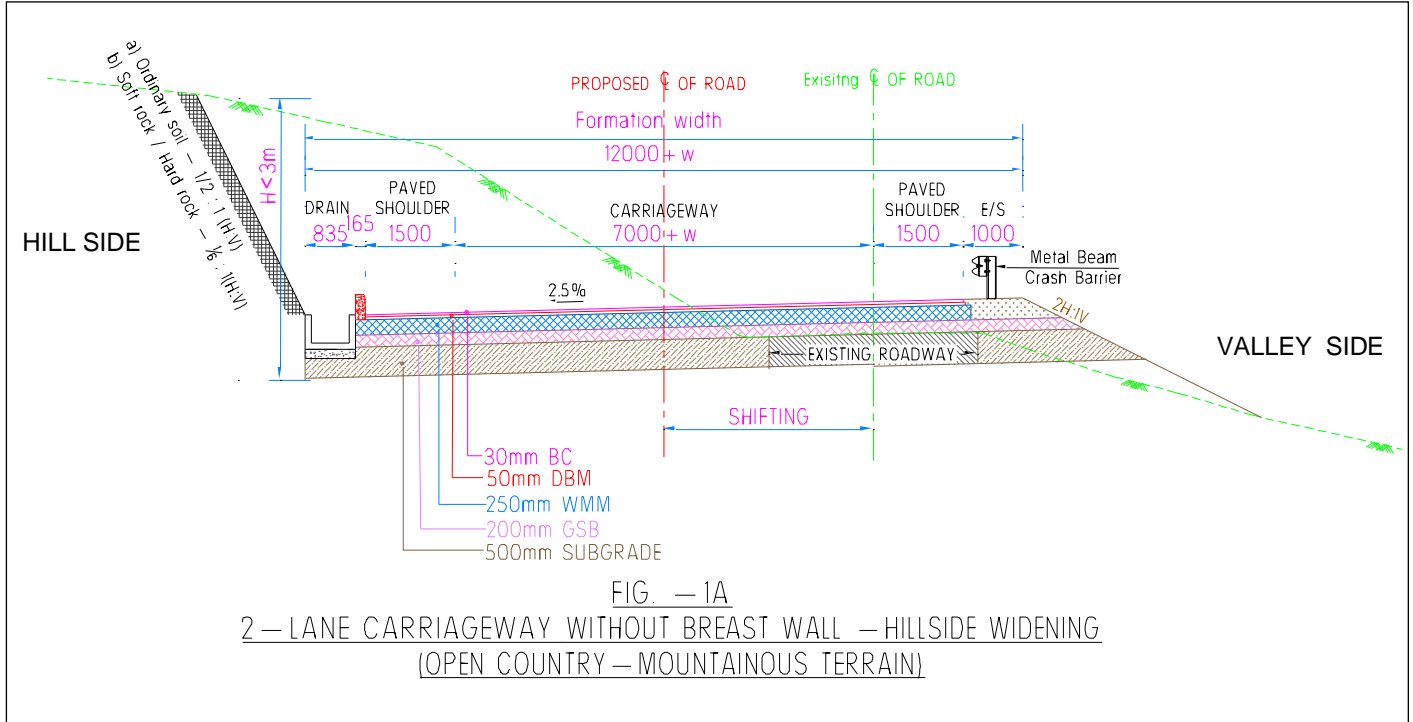 a) Ordinary soil - 1/2 : 1 (H:V)
b) Soft rock / Hard rock - ⅙ : 1(H:V)
PROPOSED ℄ OF ROAD
Exisitng ℄ OF ROAD
Formation width
12000+w
H<3m
DRAIN
835
165
PAVED
SHOULDER
1500
CARRIAGEWAY
7000+w
PAVED
SHOULDER
1500
E/S
1000
HILL SIDE
Metal Beam
Crash Barrier
2.5%
2H:1V
EXISTING ROADWAY
VALLEY SIDE
SHIFTING
30mm BC
50mm DBM
250mm WMM
200mm GSB
500mm SUBGRADE
FIG. -1A
2-LANE CARRIAGEWAY WITHOUT BREAST WALL -HILLSIDE WIDENING
(OPEN COUNTRY-MOUNTAINOUS TERRAIN)